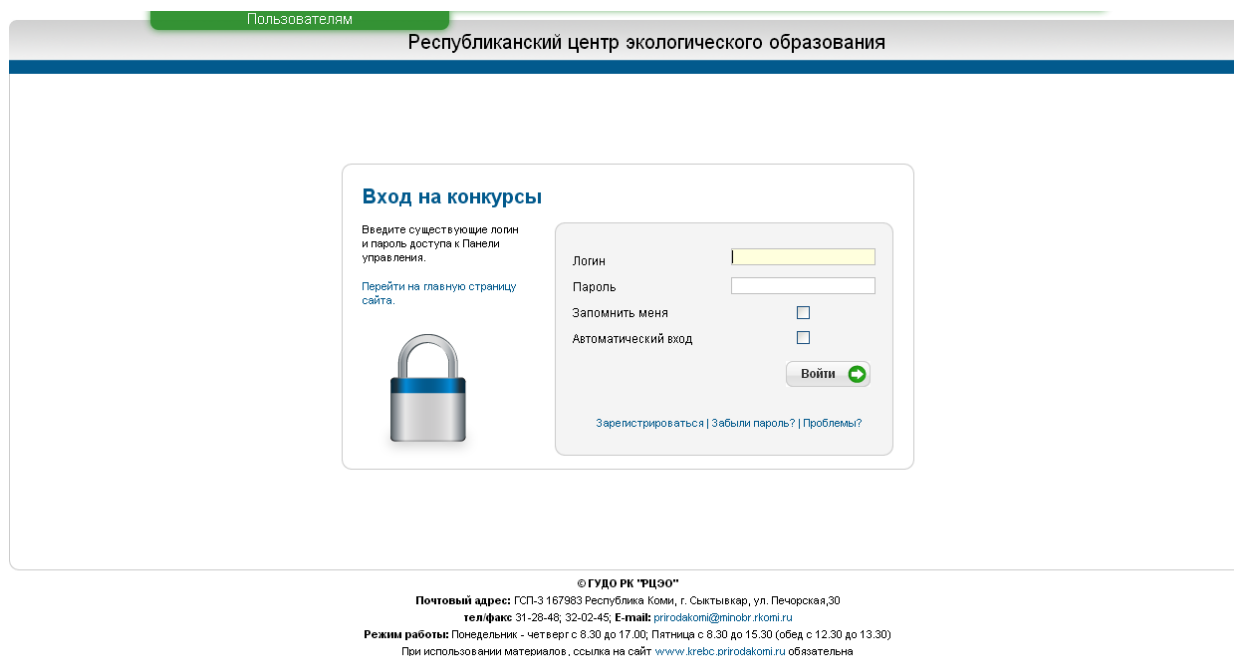 Пользователям
Республиканский центр экологического образования
Вход на конкурсы
Введите существующие логин
и пароль доступа к Панели
управления.
Перейти на главную страницу
сайта.
Логин
Пароль
Запомнить меня
Автоматический вход
Войти
Зарегистрироваться | Забыли пароль? | Проблемы?
© ГУДО РК "РЦЭО"
Почтовый адрес: ГСП-3 167983 Республика Коми, г. Сыктывкар, ул. Печорская,30
тел/факс 31-28-48; 32-02-45; E-mail: prirodakomi@minobr.rkomi.ru
Режим работы: Понедельник - четверг с 8.30 до 17.00; Пятница с 8.30 до 15.30 (обед с 12.30 до 13.30)
При использовании материалов, ссылка на сайт www.krebc.prirodakomi.ru обязательна